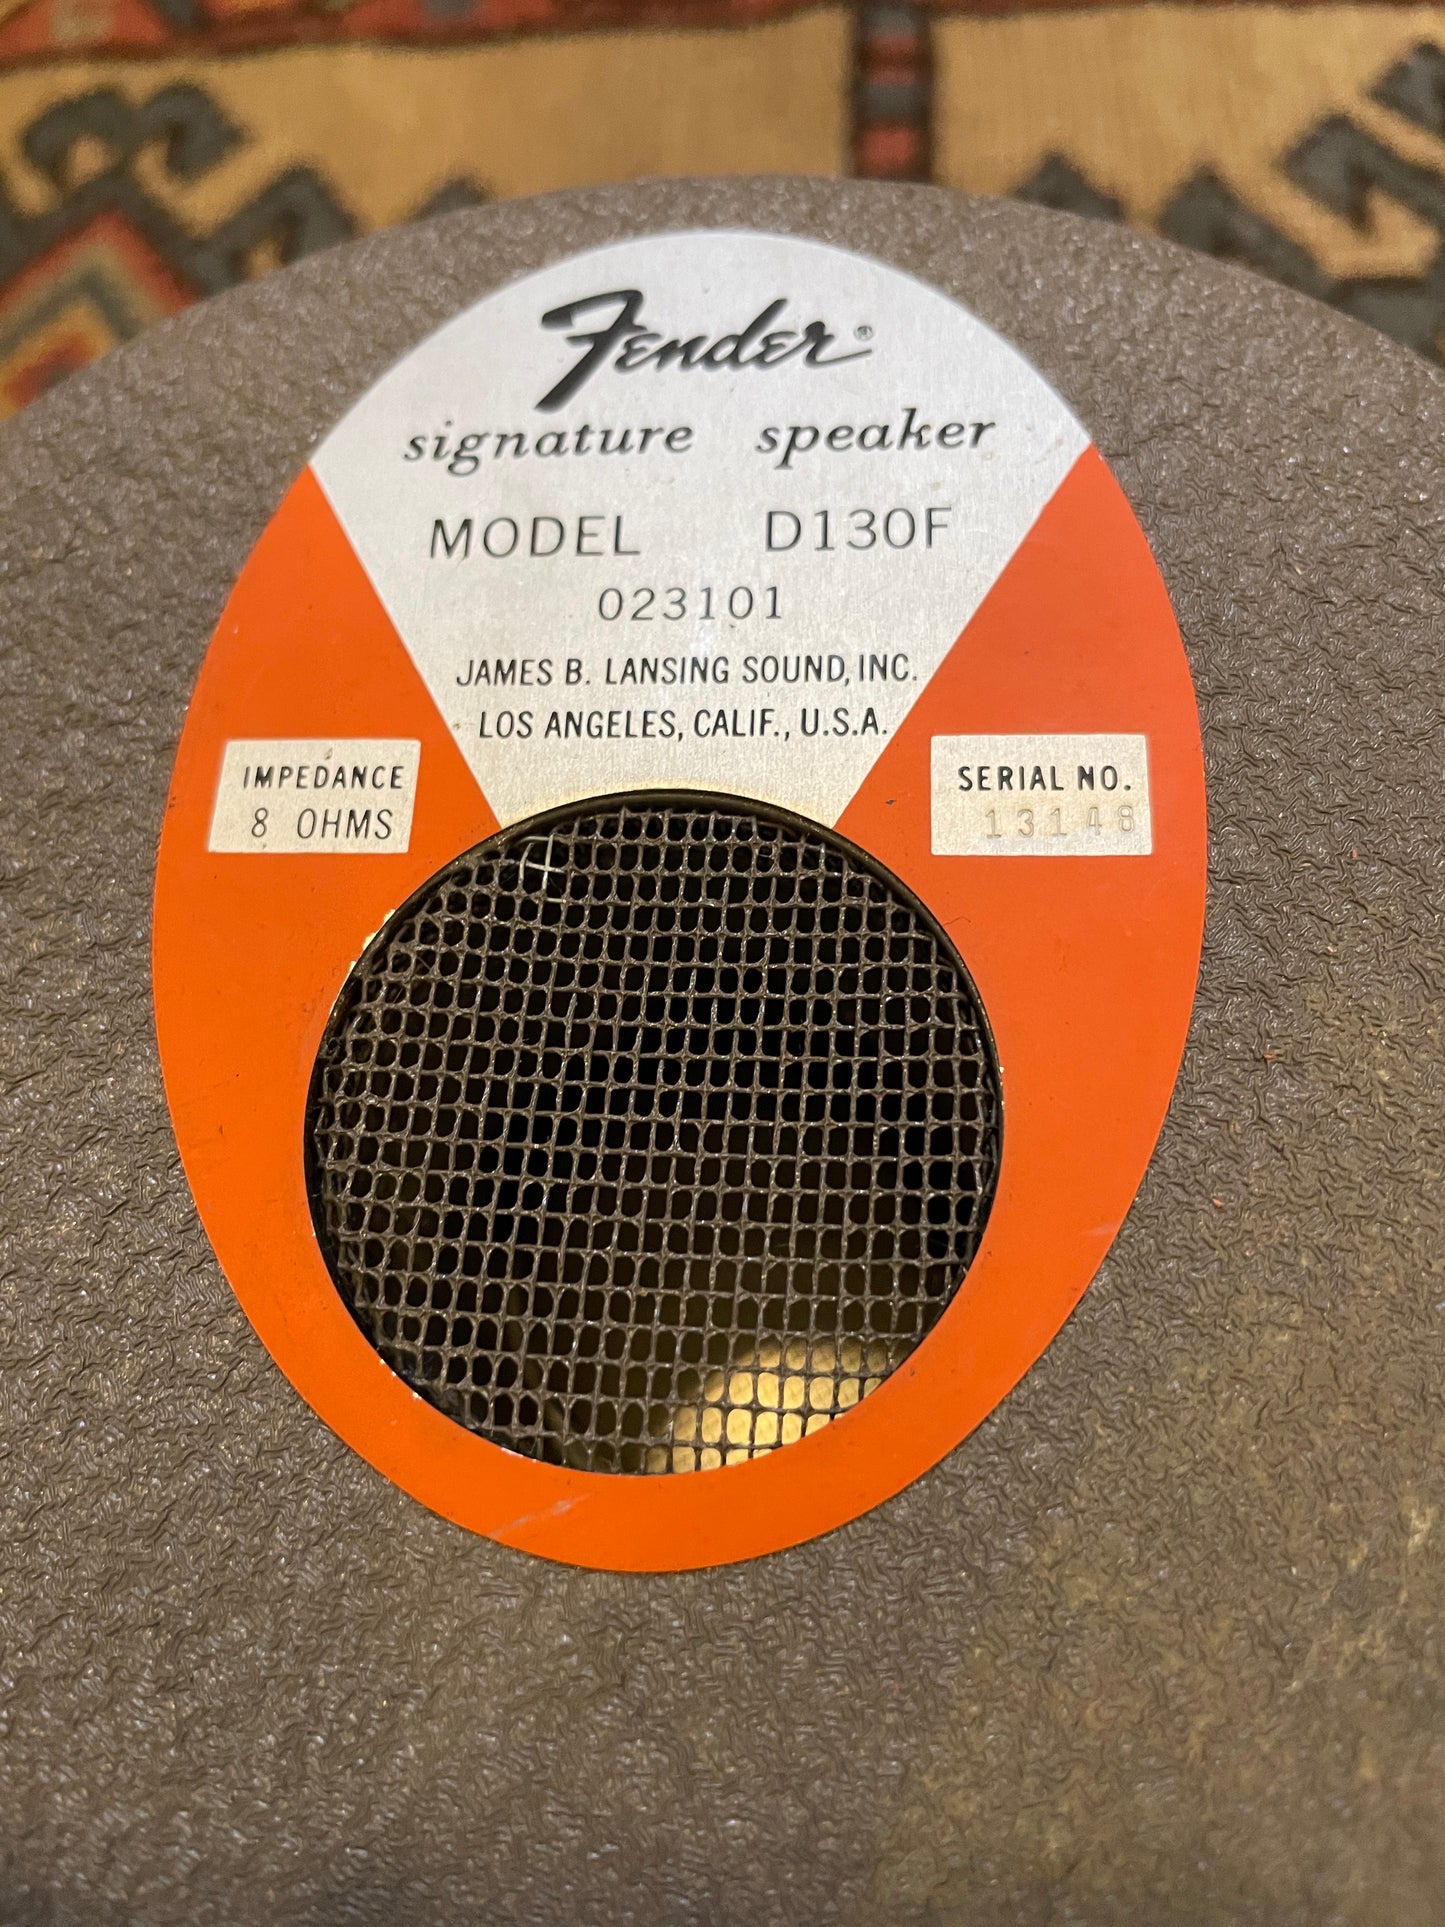 Fender®
signature speaker
MODEL D130F
023101
JAMES B. LANSING SOUND, INC.
LOS ANGELES, CALIF., U.S.A.
IMPEDANCE
8 OHMS
SERIAL NO.
13148